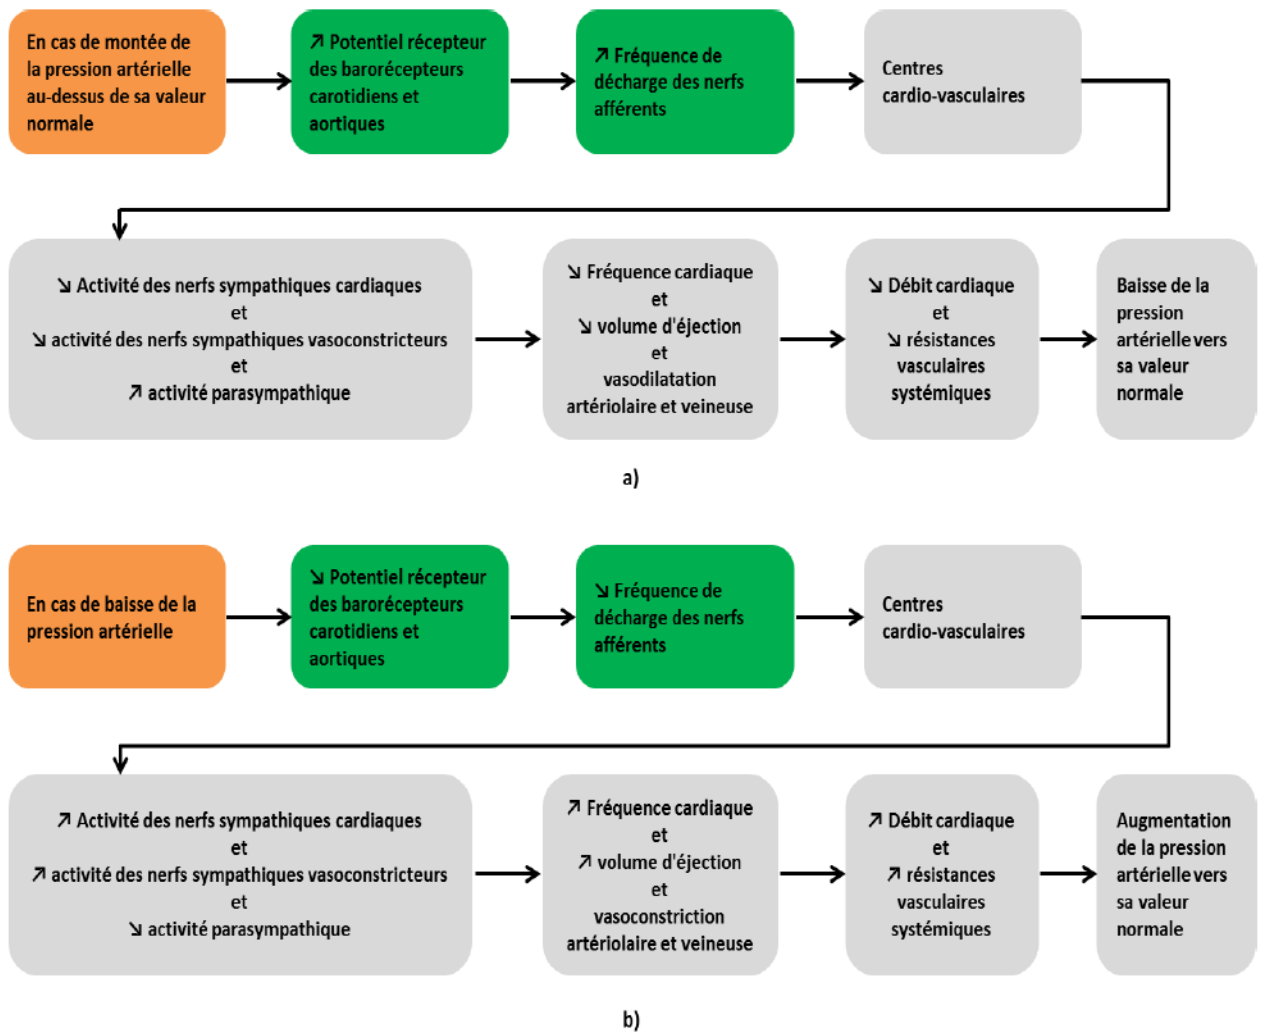 En cas de montée de
la pression artérielle
au-dessus de sa valeur
normale
↗ Potentiel récepteur
des barorécepteurs
carotidiens et
aortiques
↗ Fréquence de
décharge des nerfs
afférents
Centres
cardio-vasculaires
↘ Activité des nerfs sympathiques cardiaques
et
↘ activité des nerfs sympathiques vasoconstricteurs
et
↗ activité parasympathique
↘ Fréquence cardiaque
et
↘ volume d'éjection
et
vasodilatation
artériolaire et veineuse
↘ Débit cardiaque
et
↘ résistances
vasculaires
systémiques
Baisse de la
pression
artérielle vers
sa valeur
normale
a)
En cas de baisse de la
pression artérielle
↘ Potentiel récepteur
des barorécepteurs
carotidiens et
aortiques
↘ Fréquence de
décharge des nerfs
afférents
Centres
cardio-vasculaires
↗ Activité des nerfs sympathiques cardiaques
et
↗ activité des nerfs sympathiques vasoconstricteurs
et
↘ activité parasympathique
↗ Fréquence cardiaque
et
↗ volume d'éjection
et
vasoconstriction
artériolaire et veineuse
↗ Débit cardiaque
et
↗ résistances
vasculaires
systémiques
Augmentation
de la pression
artérielle vers
sa valeur
normale
b)